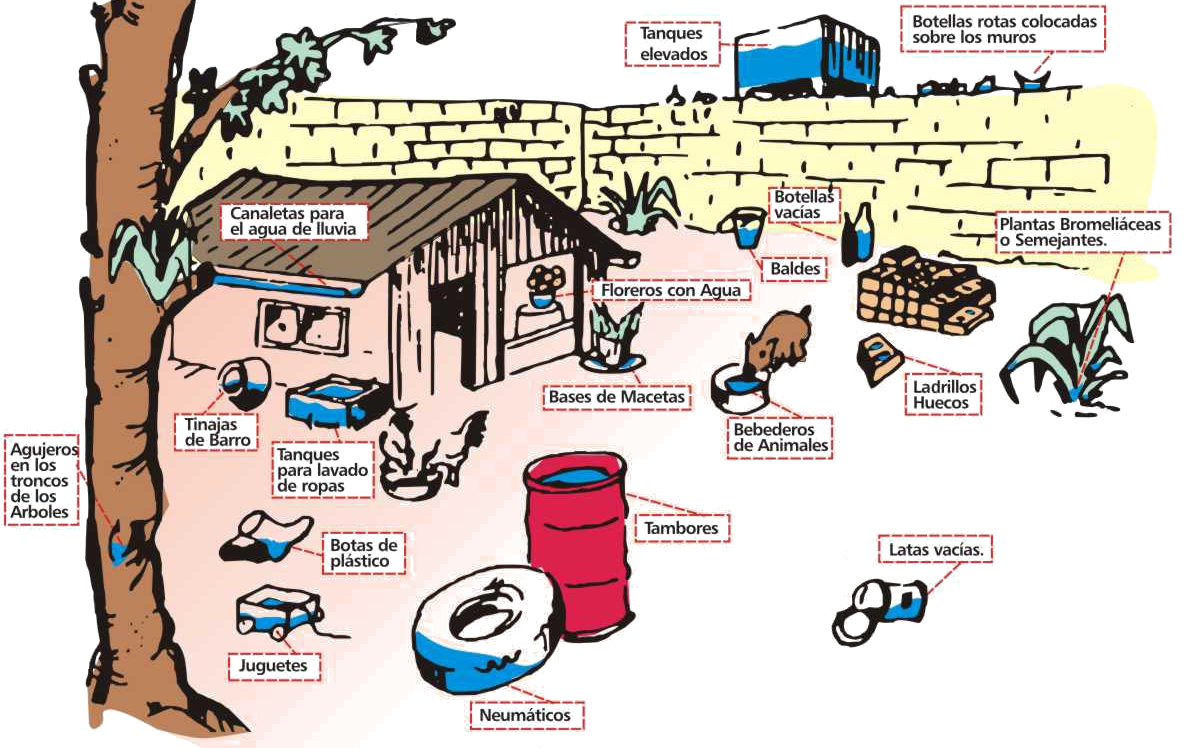 Tanques
elevados
Botellas rotas colocadas
sobre los muros
Canaletas para
el agua de lluvia
Botellas
vacías
Plantas Bromeliáceas
o Semejantes.
Baldes
Floreros con Agua
Bases de Macetas
Ladrillos
Huecos
Tinajas
de Barro
Bebederos
de Animales
Agujeros
en los
troncos
de los
Arboles
Tanques
para lavado
de ropas
Tambores
Botas de
plástico
Latas vacías.
Juguetes
Neumáticos